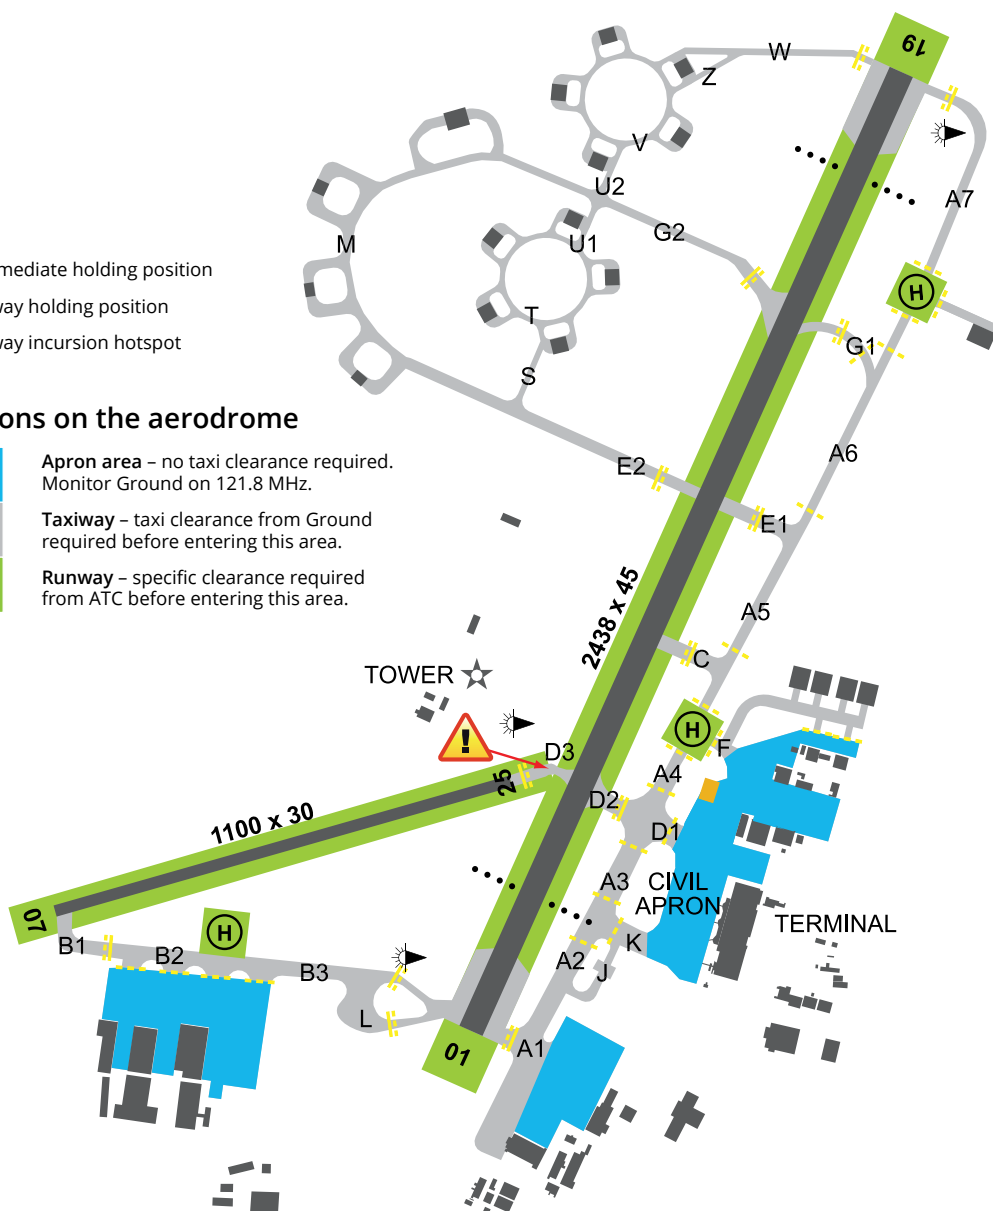 19
W
Z
V
A7
U2
M
U1
G2
mediate holding position
H
way holding position
T
way incursion hotspot
G1
S
ons on the aerodrome
A6
Apron area – no taxi clearance required.
Monitor Ground on 121.8 MHz.
E2
Taxiway – taxi clearance from Ground
required before entering this area.
E1
Runway – specific clearance required
from ATC before entering this area.
2438 x 45
A5
C
TOWER
H
!
D3
F
25
A4
D2
1100 x 30
D1
A3
CIVIL
APRON
07
H
TERMINAL
B1
B2
B3
K
A2
J
L
01
A1